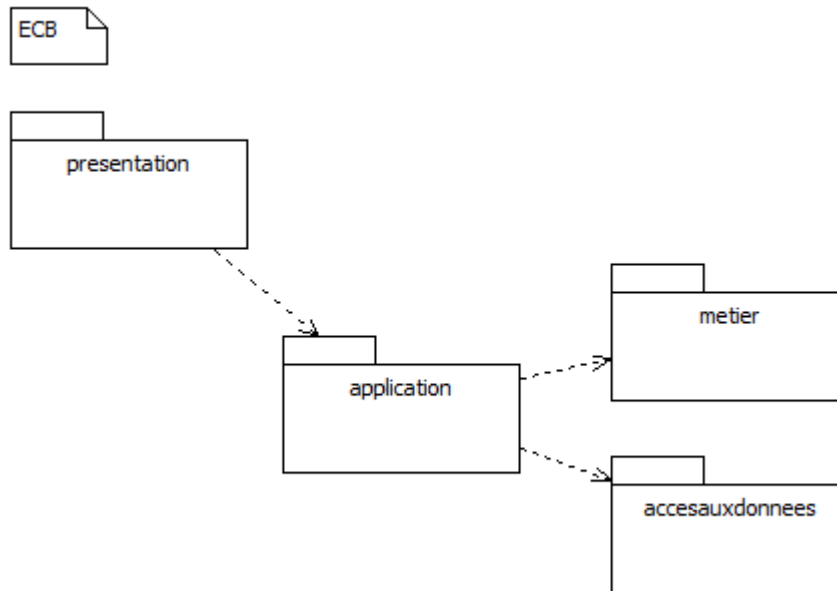 ECB
presentation
metier
application
accesauxdonnees